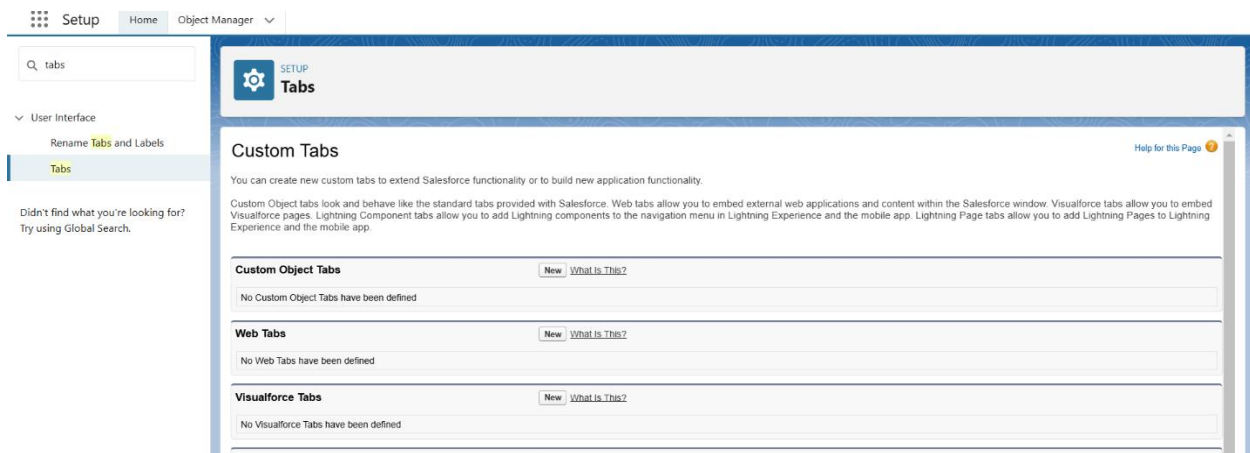 Setup Home Object Manager
tabs
User Interface
Rename Tabs and Labels
Tabs
Didn't find what you're looking for?
Try using Global Search.
SETUP
Tabs
Custom Tabs
Help for this Page
You can create new custom tabs to extend Salesforce functionality or to build new application functionality.
Custom Object tabs look and behave like the standard tabs provided with Salesforce. Web tabs allow you to embed external web applications and content within the Salesforce window. Visualforce tabs allow you to embed
Visualforce pages. Lightning Component tabs allow you to add Lightning components to the navigation menu in Lightning Experience and the mobile app. Lightning Page tabs allow you to add Lightning Pages to Lightning
Experience and the mobile app.
Custom Object Tabs New What Is This?
No Custom Object Tabs have been defined
Web Tabs New What Is This?
No Web Tabs have been defined
Visualforce Tabs New What Is This?
No Visualforce Tabs have been defined